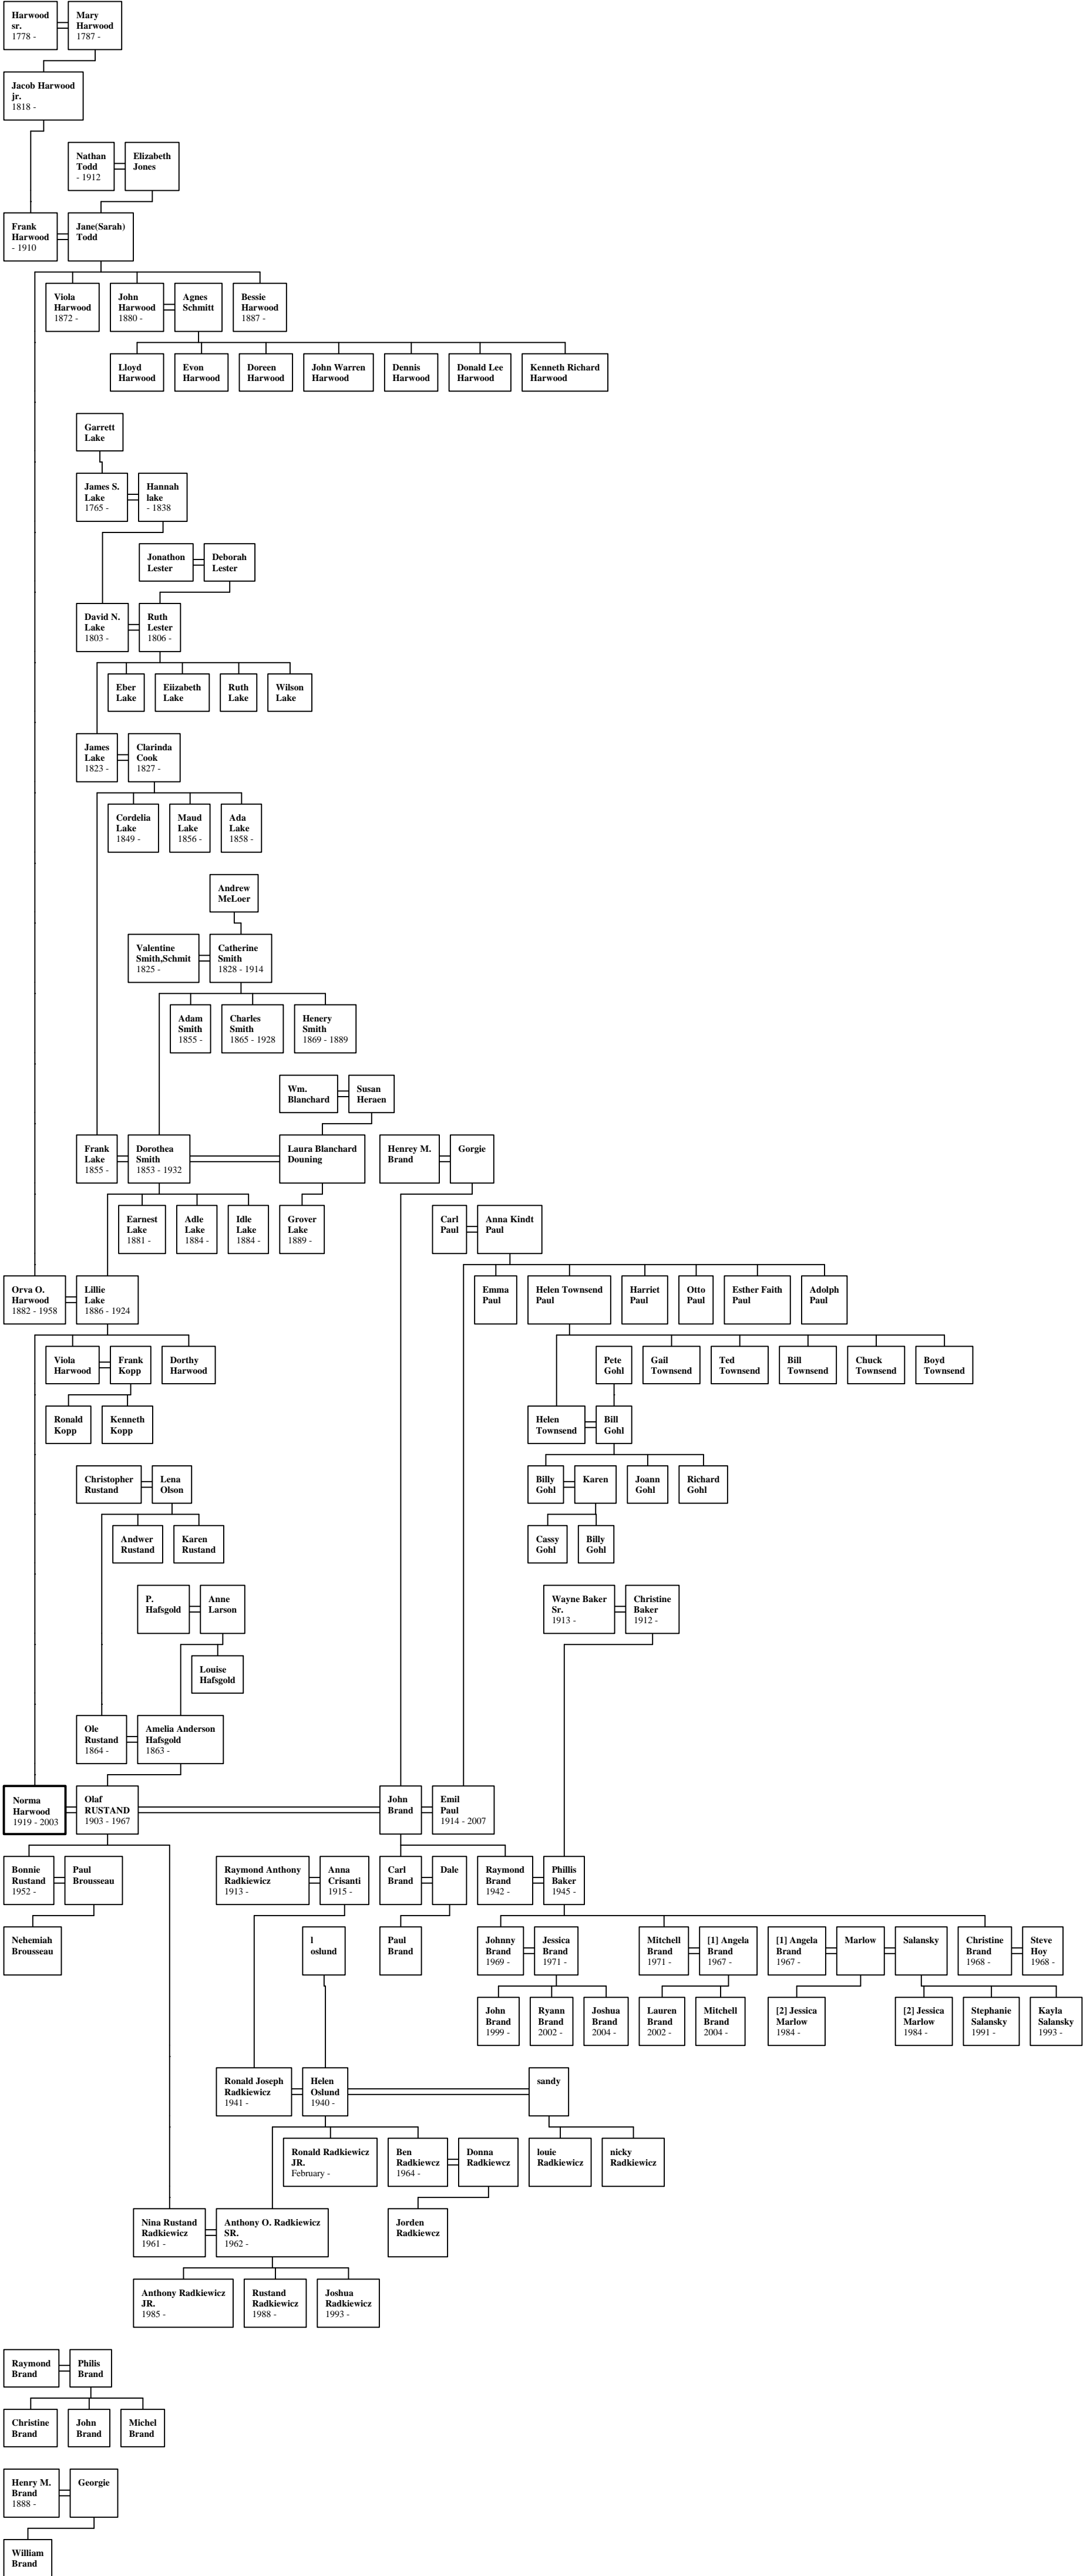 Harwood
sr.
1778 -
Mary
Harwood
1787 -
Jacob Harwood
jr.
1818 -
Nathan
Todd
- 1912
Elizabeth
Jones
Frank
Harwood
- 1910
Jane(Sarah)
Todd
Viola
Harwood
1872 -
John
Harwood
1880 -
Agnes
Schmitt
Bessie
Harwood
1887 -
Lloyd
Harwood
Evon
Harwood
Doreen
Harwood
John Warren
Harwood
Dennis
Harwood
Donald Lee
Harwood
Kenneth Richard
Harwood
Garrett
Lake
James S.
Lake
1765 -
Hannah
lake
- 1838
Jonathon
Lester
Deborah
Lester
David N.
Lake
1803 -
Ruth
Lester
1806 -
Eber
Lake
Eiizabeth
Lake
Ruth
Lake
Wilson
Lake
James
Lake
1823 -
Clarinda
Cook
1827 -
Cordelia
Lake
1849 -
Maud
Lake
1856 -
Ada
Lake
1858 -
Andrew
MeLoer
Valentine
Smith,Schmit
1825 -
Catherine
Smith
1828 - 1914
Adam
Smith
1855 -
Charles
Smith
1865 - 1928
Henery
Smith
1869 - 1889
Wm.
Blanchard
Susan
Heraen
Frank
Lake
1855 -
Dorothea
Smith
1853 - 1932
Laura Blanchard
Douning
Henrey M.
Brand
Gorgie
Earnest
Lake
1881 -
Adle
Lake
1884 -
Idle
Lake
1884 -
Grover
Lake
1889 -
Carl
Paul
Anna Kindt
Paul
Orva O.
Harwood
1882 - 1958
Lillie
Lake
1886 - 1924
Emma
Paul
Helen Townsend
Paul
Harriet
Paul
Otto
Paul
Esther Faith
Paul
Adolph
Paul
Viola
Harwood
Frank
Kopp
Dorthy
Harwood
Pete
Gohl
Gail
Townsend
Ted
Townsend
Bill
Townsend
Chuck
Townsend
Boyd
Townsend
Ronald
Kopp
Kenneth
Kopp
Helen
Townsend
Bill
Gohl
Christopher
Rustand
Lena
Olson
Billy
Gohl
Karen
Joann
Gohl
Richard
Gohl
Andwer
Rustand
Karen
Rustand
Cassy
Gohl
Billy
Gohl
P.
Hafsgold
Anne
Larson
Wayne Baker
Sr.
1913 -
Christine
Baker
1912 -
Louise
Hafsgold
Ole
Rustand
1864 -
Amelia Anderson
Hafsgold
1863 -
Norma
Harwood
1919 - 2003
Olaf
RUSTAND
1903 - 1967
John
Brand
Emil
Paul
1914 - 2007
Bonnie
Rustand
1952 -
Paul
Brousseau
Raymond Anthony
Radkiewicz
1913 -
Anna
Crisanti
1915 -
Carl
Brand
Dale
Raymond
Brand
1942 -
Phillis
Baker
1945 -
Nehemiah
Brousseau
l
oslund
Paul
Brand
Johnny
Brand
1969 -
Jessica
Brand
1971 -
Mitchell
Brand
1971 -
[1] Angela
Brand
1967 -
[1] Angela
Brand
1967 -
Marlow
Salansky
Christine
Brand
1968 -
Steve
Hoy
1968 -
John
Brand
1999 -
Ryann
Brand
2002 -
Joshua
Brand
2004 -
Lauren
Brand
2002 -
Mitchell
Brand
2004 -
[2] Jessica
Marlow
1984 -
[2] Jessica
Marlow
1984 -
Stephanie
Salansky
1991 -
Kayla
Salansky
1993 -
Ronald Joseph
Radkiewicz
1941 -
Helen
Oslund
1940 -
sandy
Ronald Radkiewicz
JR.
February -
Ben
Radkiewcz
1964 -
Donna
Radkiewcz
louie
Radkiewicz
nicky
Radkiewicz
Nina Rustand
Radkiewicz
1961 -
Anthony O. Radkiewicz
SR.
1962 -
Jorden
Radkiewcz
Anthony Radkiewicz
JR.
1985 -
Rustand
Radkiewicz
1988 -
Joshua
Radkiewicz
1993 -
Raymond
Brand
Philis
Brand
Christine
Brand
John
Brand
Michel
Brand
Henry M.
Brand
1888 -
Georgie
William
Brand